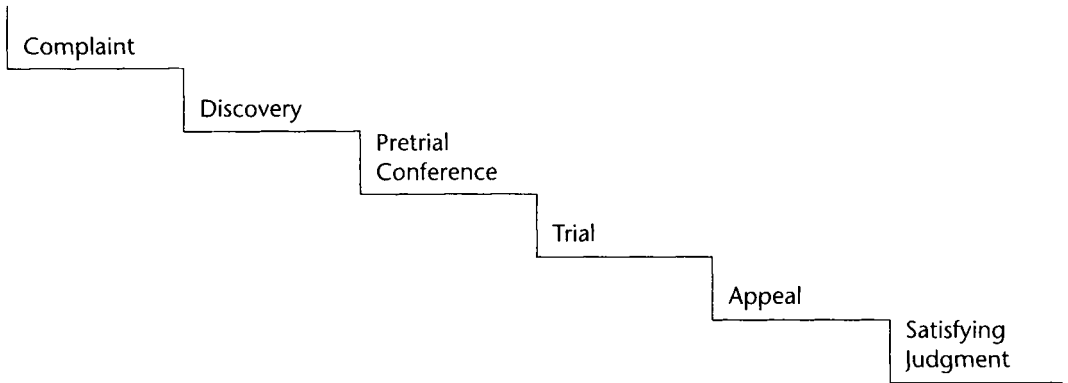 Complaint
Discovery
Pretrial
Conference
Trial
Appeal
Satisfying
Judgment